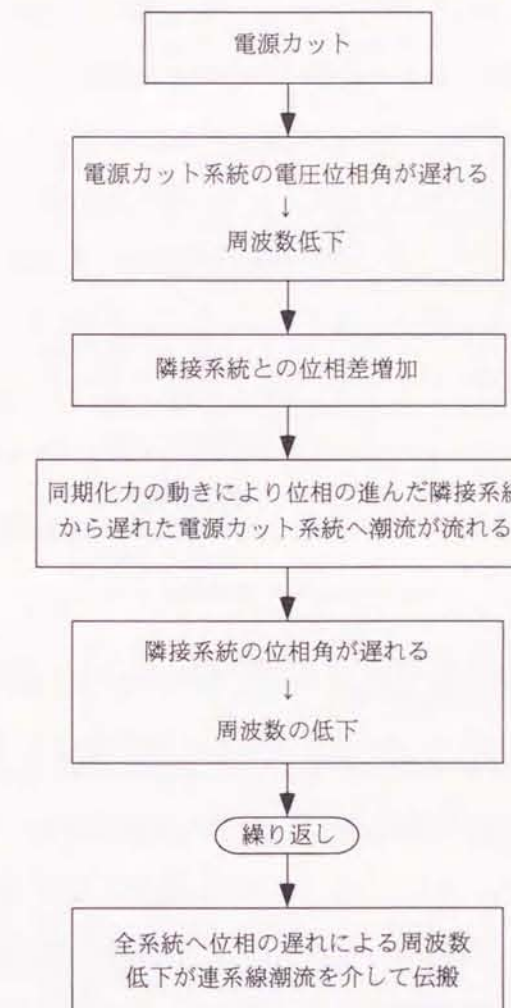 電源カット
電源カット系統の電圧位相角が遅れる
↓
周波数低下
隣接系統との位相差増加
同期化力の動きにより位相の進んだ隣接系統
から遅れた電源カット系統へ潮流が流れる
隣接系統の位相角が遅れる
↓
周波数の低下
繰り返し
全系統へ位相の遅れによる周波数
低下が連系線潮流を介して伝搬